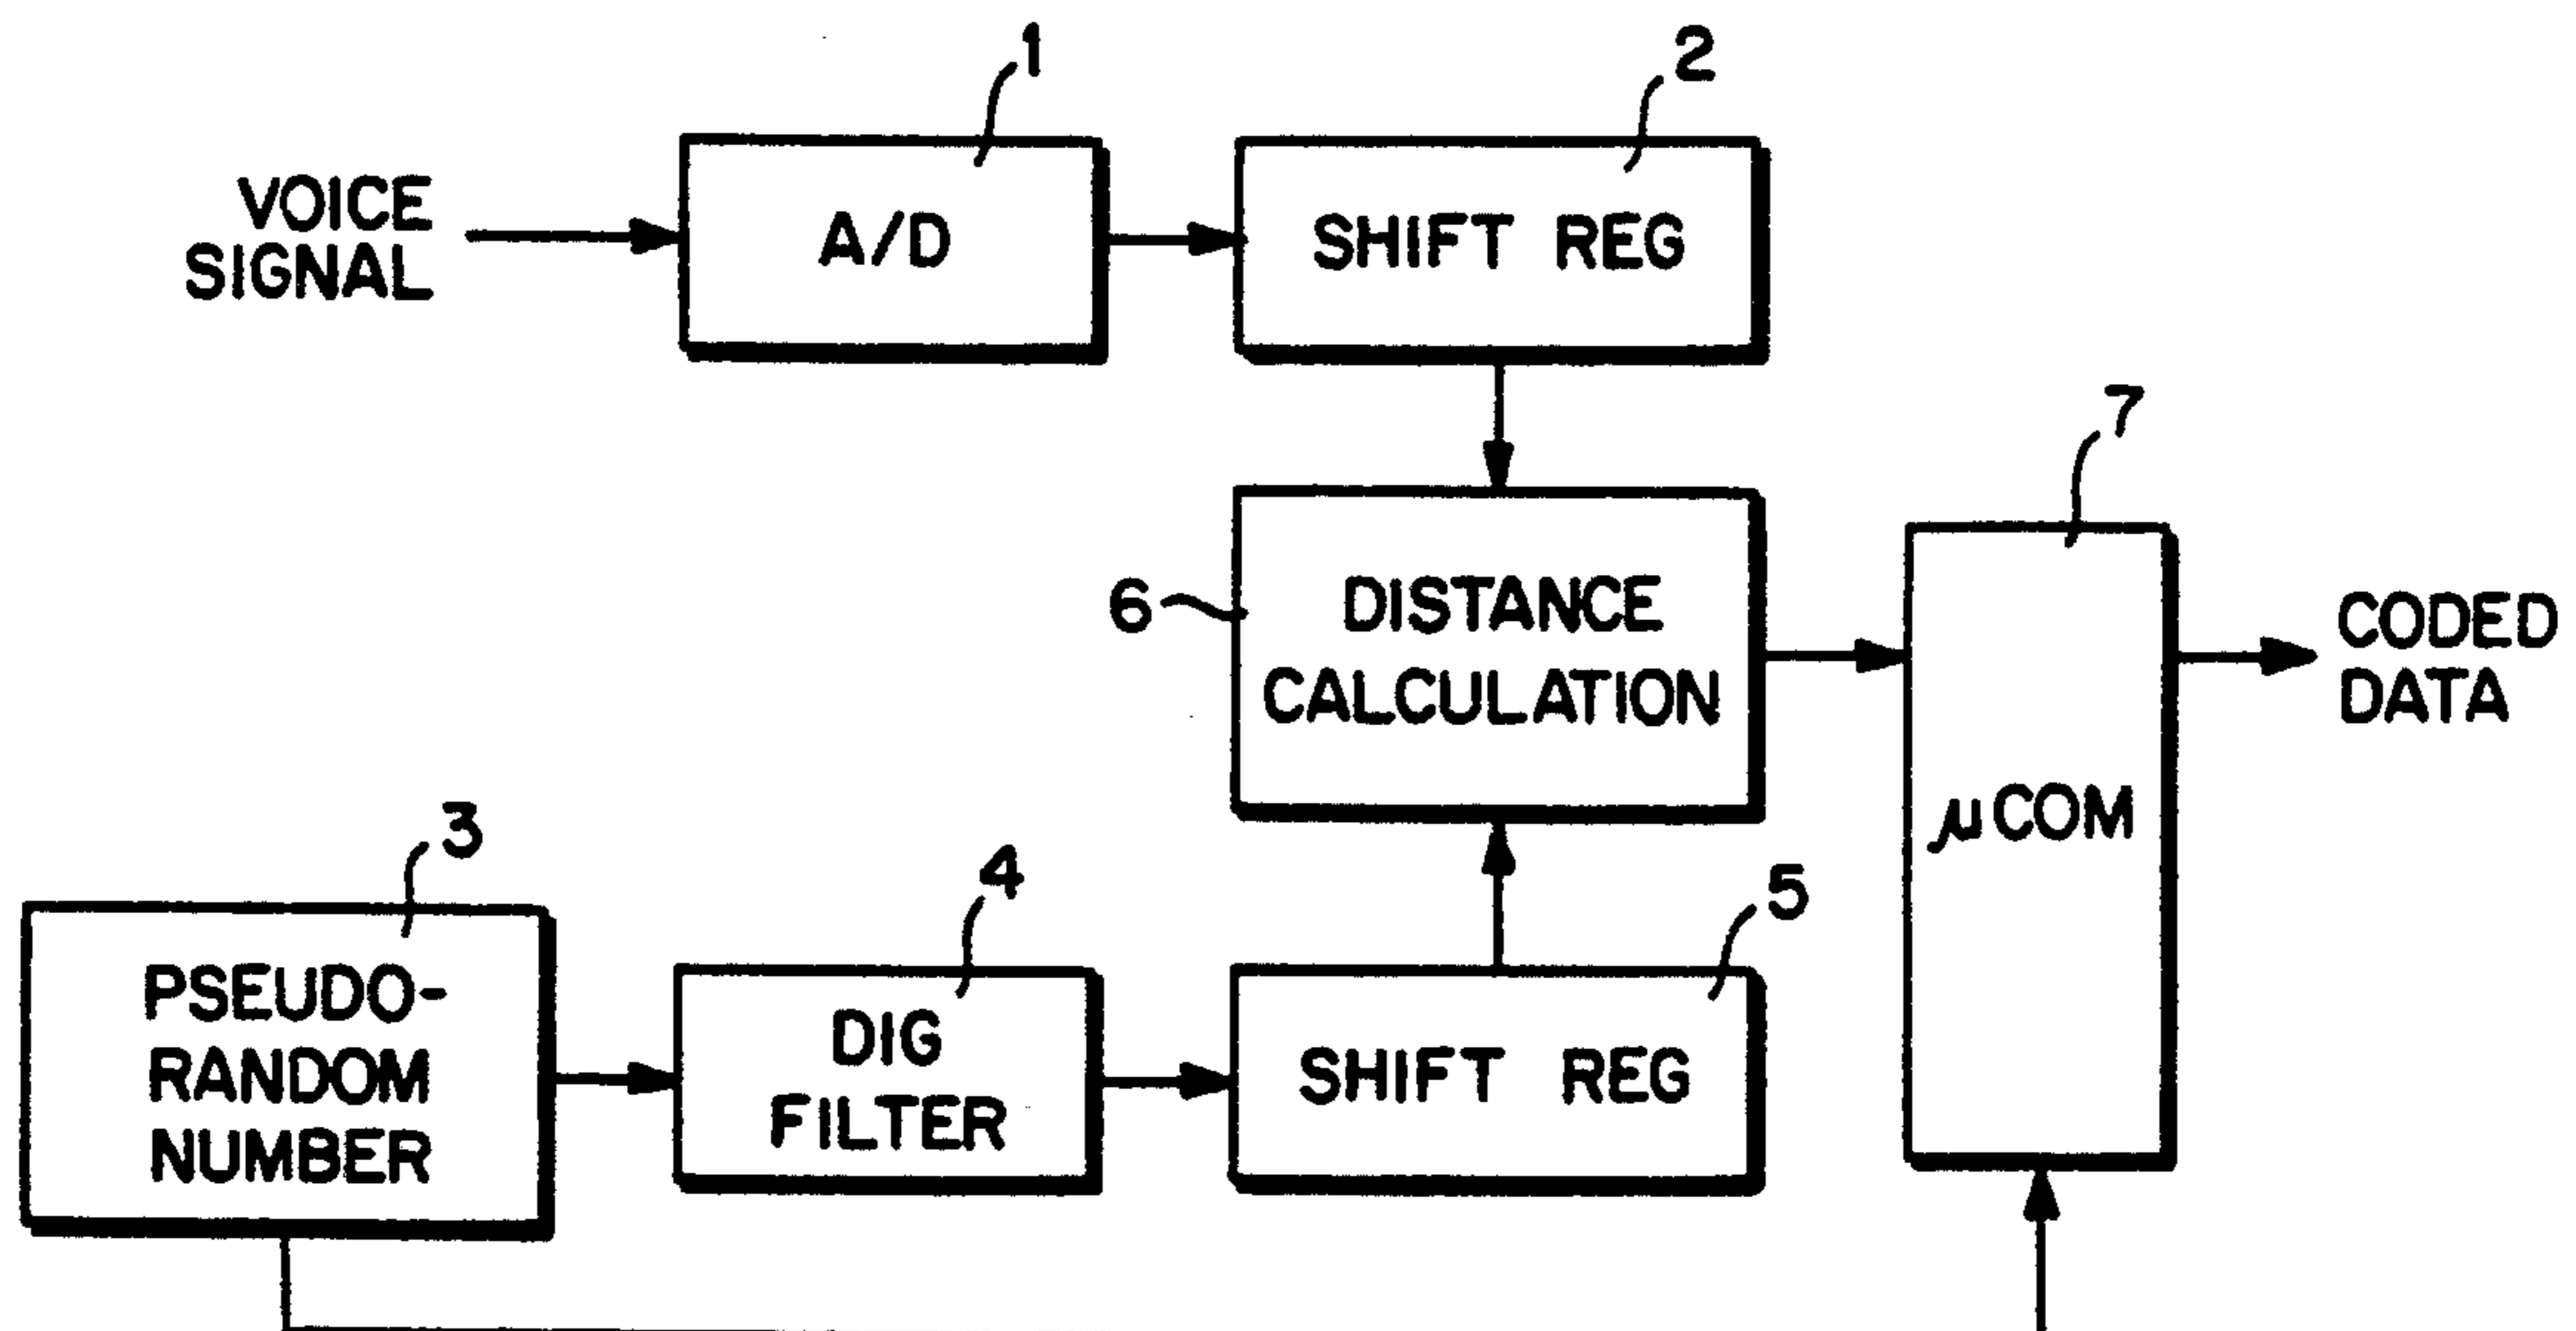 1
2
VOICE
SIGNAL
A/D
SHIFT REG
7
6
DISTANCE
CALCULATION
CODED
DATA
μCOM
3
4
5
PSEUDO-
RANDOM
NUMBER
DIG
FILTER
SHIFT REG